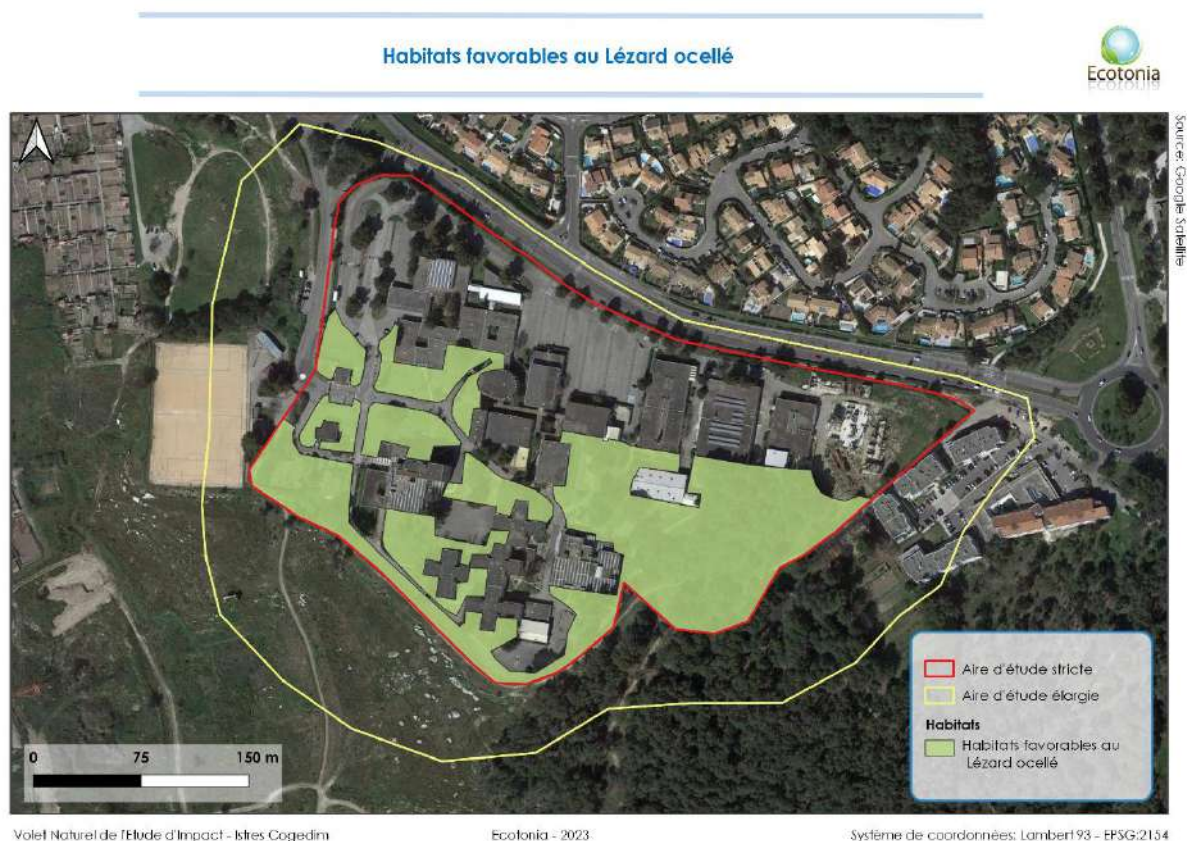 Habitats favorables au Lézard ocellé
Ecotonia
Source: Google Satellite
Aire d'étude stricte
Aire d'étude élargie
Habitats
Habitats favorables au
Lézard ocellé
0 75 150 m
Volet Naturel de l'Etude d'Impact - Istres Cogedim
Ecotonia - 2023
Système de coordonnées: Lambert 93 - EPSG:2154